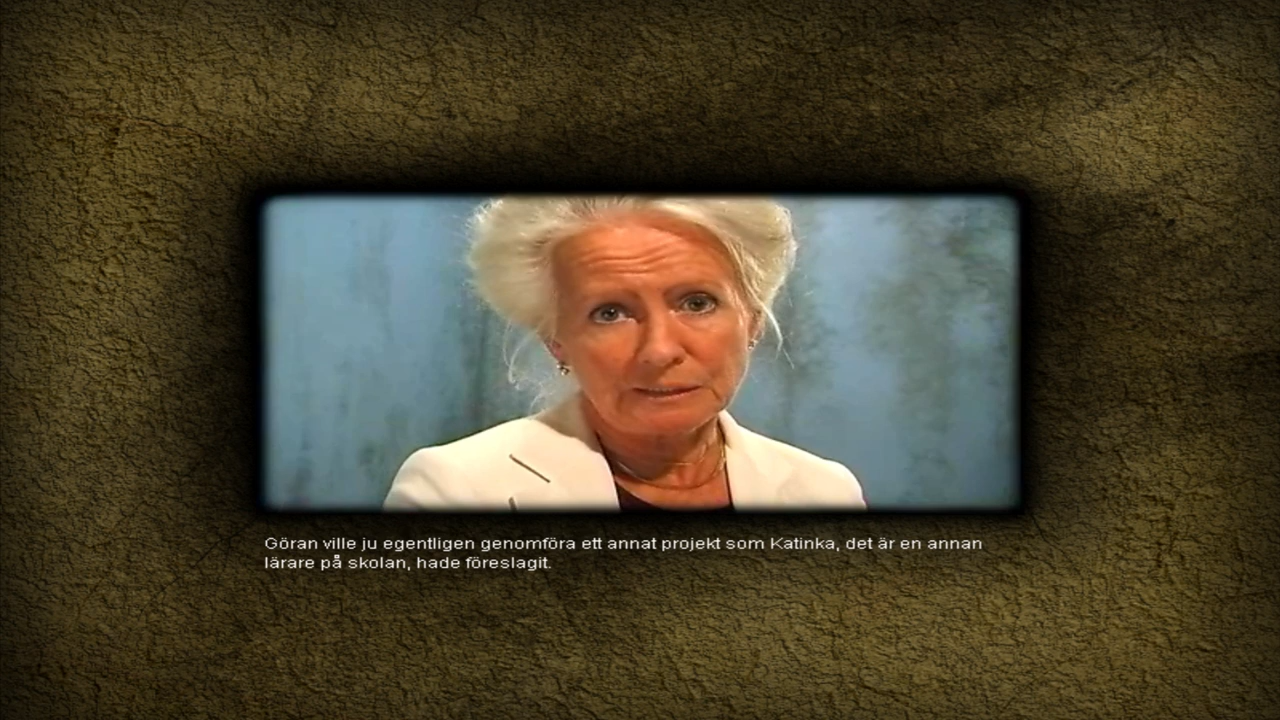 Göran ville ju egentligen genomföra ett annat projekt som Katinka, det är en annan
lärare på skolan, hade föreslagit.